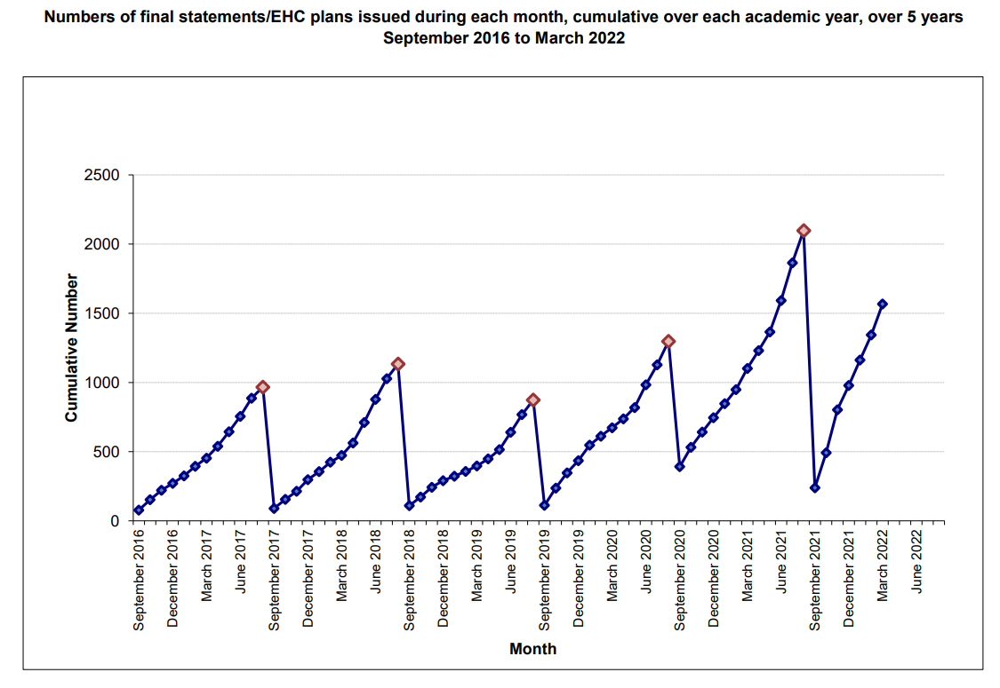 Numbers of final statements/EHC plans issued during each month, cumulative over each academic year, over 5 years
September 2016 to March 2022
2500
2000
1500
1000
500
0
Cumulative Number
September 2016
December 2016
March 2017
June 2017
September 2017
December 2017
March 2018
June 2018
September 2018
December 2018
March 2019
June 2019
September 2019
December 2019
March 2020
June 2020
September 2020
December 2020
March 2021
June 2021
September 2021
December 2021
March 2022
June 2022
Month